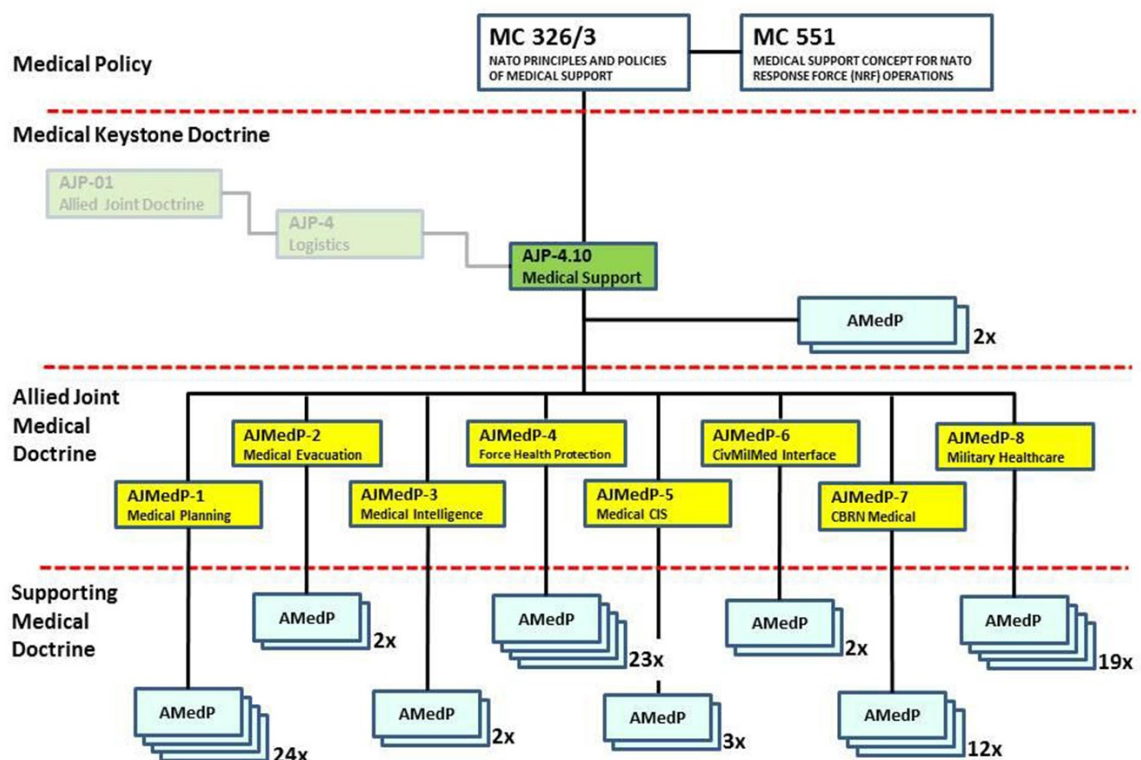 Medical Policy
MC 326/3
NATO PRINCIPLES AND POLICIES
OF MEDICAL SUPPORT
MC 551
MEDICAL SUPPORT CONCEPT FOR NATO
RESPONSE FORCE (NRF) OPERATIONS
Medical Keystone Doctrine
AJP-01
Allied Joint Doctrine
AJP-4
Logistics
AJP-4.10
Medical Support
AMedP
2x
Allied Joint
Medical
Doctrine
AJMedP-1
Medical Planning
AJMedP-2
Medical Evacuation
AJMedP-3
Medical Intelligence
AJMedP-4
Force Health Protection
AJMedP-5
Medical CIS
AJMedP-6
CivMilMed Interface
AJMedP-7
CBRN Medical
AJMedP-8
Military Healthcare
Supporting
Medical
Doctrine
AMedP
24x
AMedP
2x
AMedP
2x
AMedP
23x
AMedP
3x
AMedP
2x
AMedP
12x
AMedP
19x